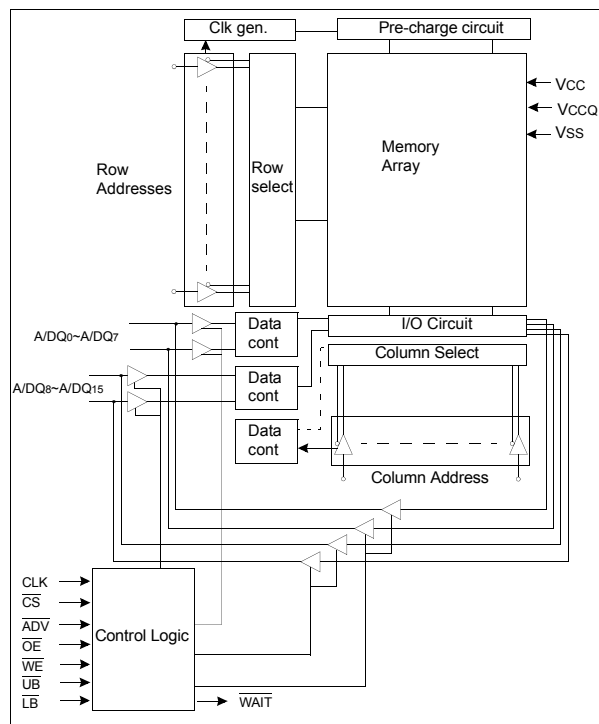 Clk gen.
Pre-charge circuit
VCC
VCCQ
VSS
Row
Addresses
Row
select
Memory
Array
A/DQ0~A/DQ7
Data
cont
I/O Circuit
Column Select
A/DQ8~A/DQ15
Data
cont
Data
cont
Column Address
CLK
CS
ADV
OE
WE
UB
LB
Control Logic
WAIT